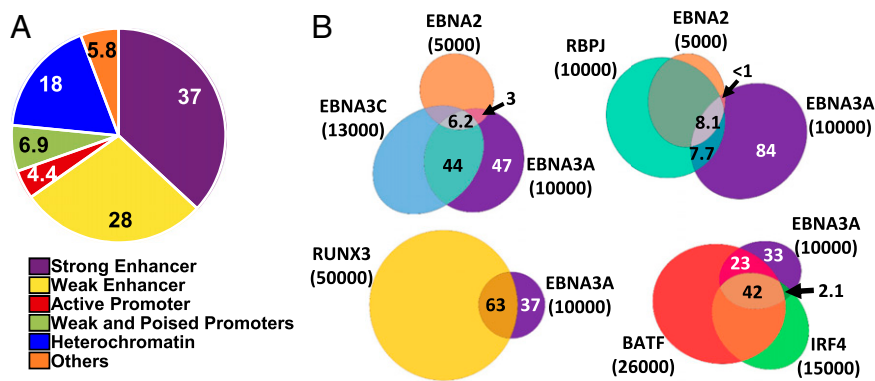 A
5.8
37
18
6.9
4.4
28
Strong Enhancer
Weak Enhancer
Active Promoter
Weak and Poised Promoters
Heterochromatin
Others
B
EBNA2
(5000)
3
EBNA3C
(13000)
6.2
44
47
EBNA3A
(10000)
EBNA2
(5000)
RBPJ
(10000)
<1
EBNA3A
(10000)
8.1
7.7
84
RUNX3
(50000)
63
37
EBNA3A
(10000)
EBNA3A
(10000)
23
33
42
2.1
BATF
(26000)
IRF4
(15000)